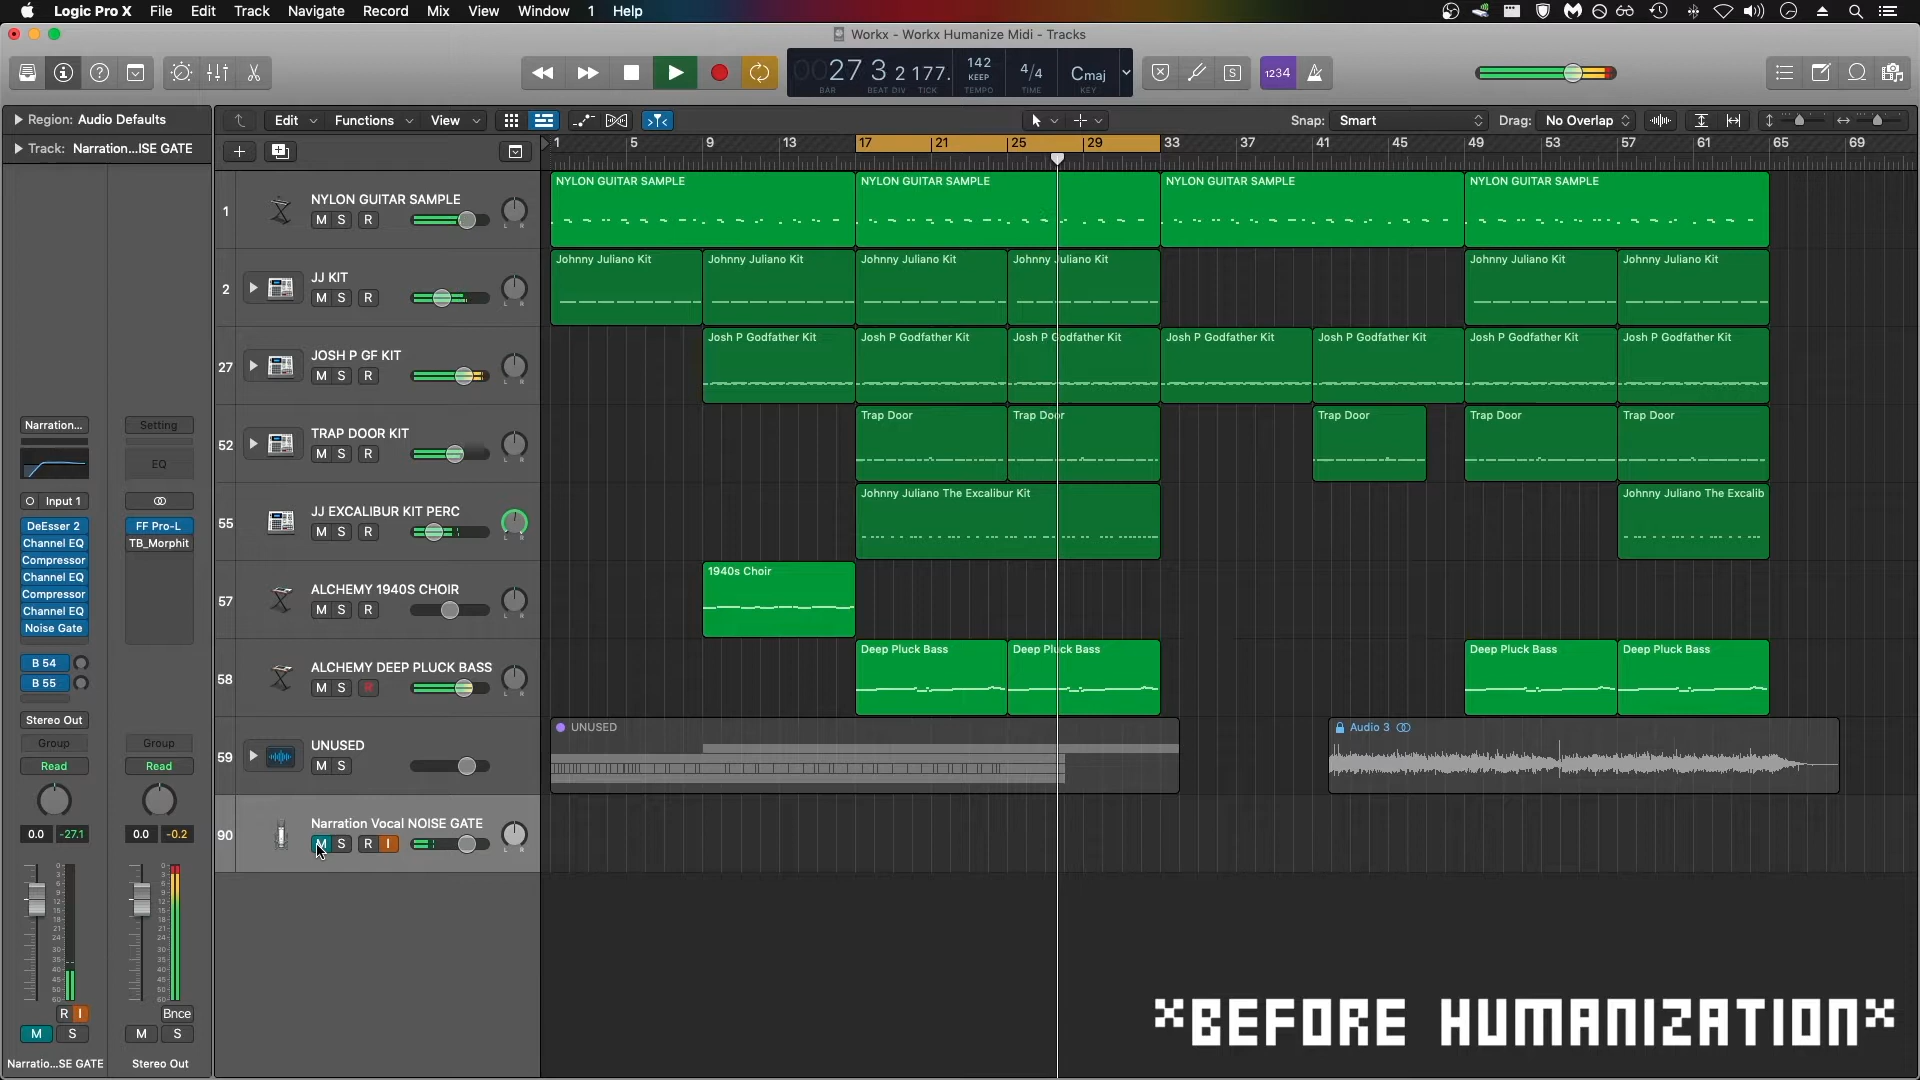 Logic Pro X File Edit Track Navigate Record Mix View Window 1 Help
Workx - Workx Humanize Midi - Tracks
0027 3 2 177. 142 KEEP 4/4 Cmaj
BAR BEAT DIV TICK TEMPO TIME KEY
1234
Region: Audio Defaults
Track: Narration...ISE GATE
Edit Functions View
Snap: Smart Drag: No Overlap
1 5 9 13 17 21 25 29 33 37 41 45 49 53 57 61 65 69
1 NYLON GUITAR SAMPLE
M S R
L R
NYLON GUITAR SAMPLE NYLON GUITAR SAMPLE NYLON GUITAR SAMPLE NYLON GUITAR SAMPLE
2 JJ KIT
M S R
L R
Johnny Juliano Kit Johnny Juliano Kit Johnny Juliano Kit Johnny Juliano Kit Johnny Juliano Kit Johnny Juliano Kit
27 JOSH P GF KIT
M S R
L R
Josh P Godfather Kit Josh P Godfather Kit Josh P Godfather Kit Josh P Godfather Kit Josh P Godfather Kit Josh P Godfather Kit Josh P Godfather Kit
52 TRAP DOOR KIT
M S R
L R
Trap Door Trap Door Trap Door Trap Door Trap Door
55 JJ EXCALIBUR KIT PERC
M S R
L R
Johnny Juliano The Excalibur Kit Johnny Juliano The Excalib
57 ALCHEMY 1940S CHOIR
M S R
L R
1940s Choir
58 ALCHEMY DEEP PLUCK BASS
M S R
L R
Deep Pluck Bass Deep Pluck Bass Deep Pluck Bass Deep Pluck Bass
59 UNUSED
M S
UNUSED Audio 3
90 Narration Vocal NOISE GATE
M S R I
L R
Narration... Setting
EQ
Input 1
DeEsser 2 FF Pro-L
Channel EQ TB_Morphit
Compressor
Channel EQ
Compressor
Channel EQ
Noise Gate
B 54
B 55
Stereo Out
Group Group
Read Read
0.0 -27.1 0.0 -0.2
R I Bnce
M S M S
Narratio...SE GATE Stereo Out
*BEFORE HUMANIZATION*